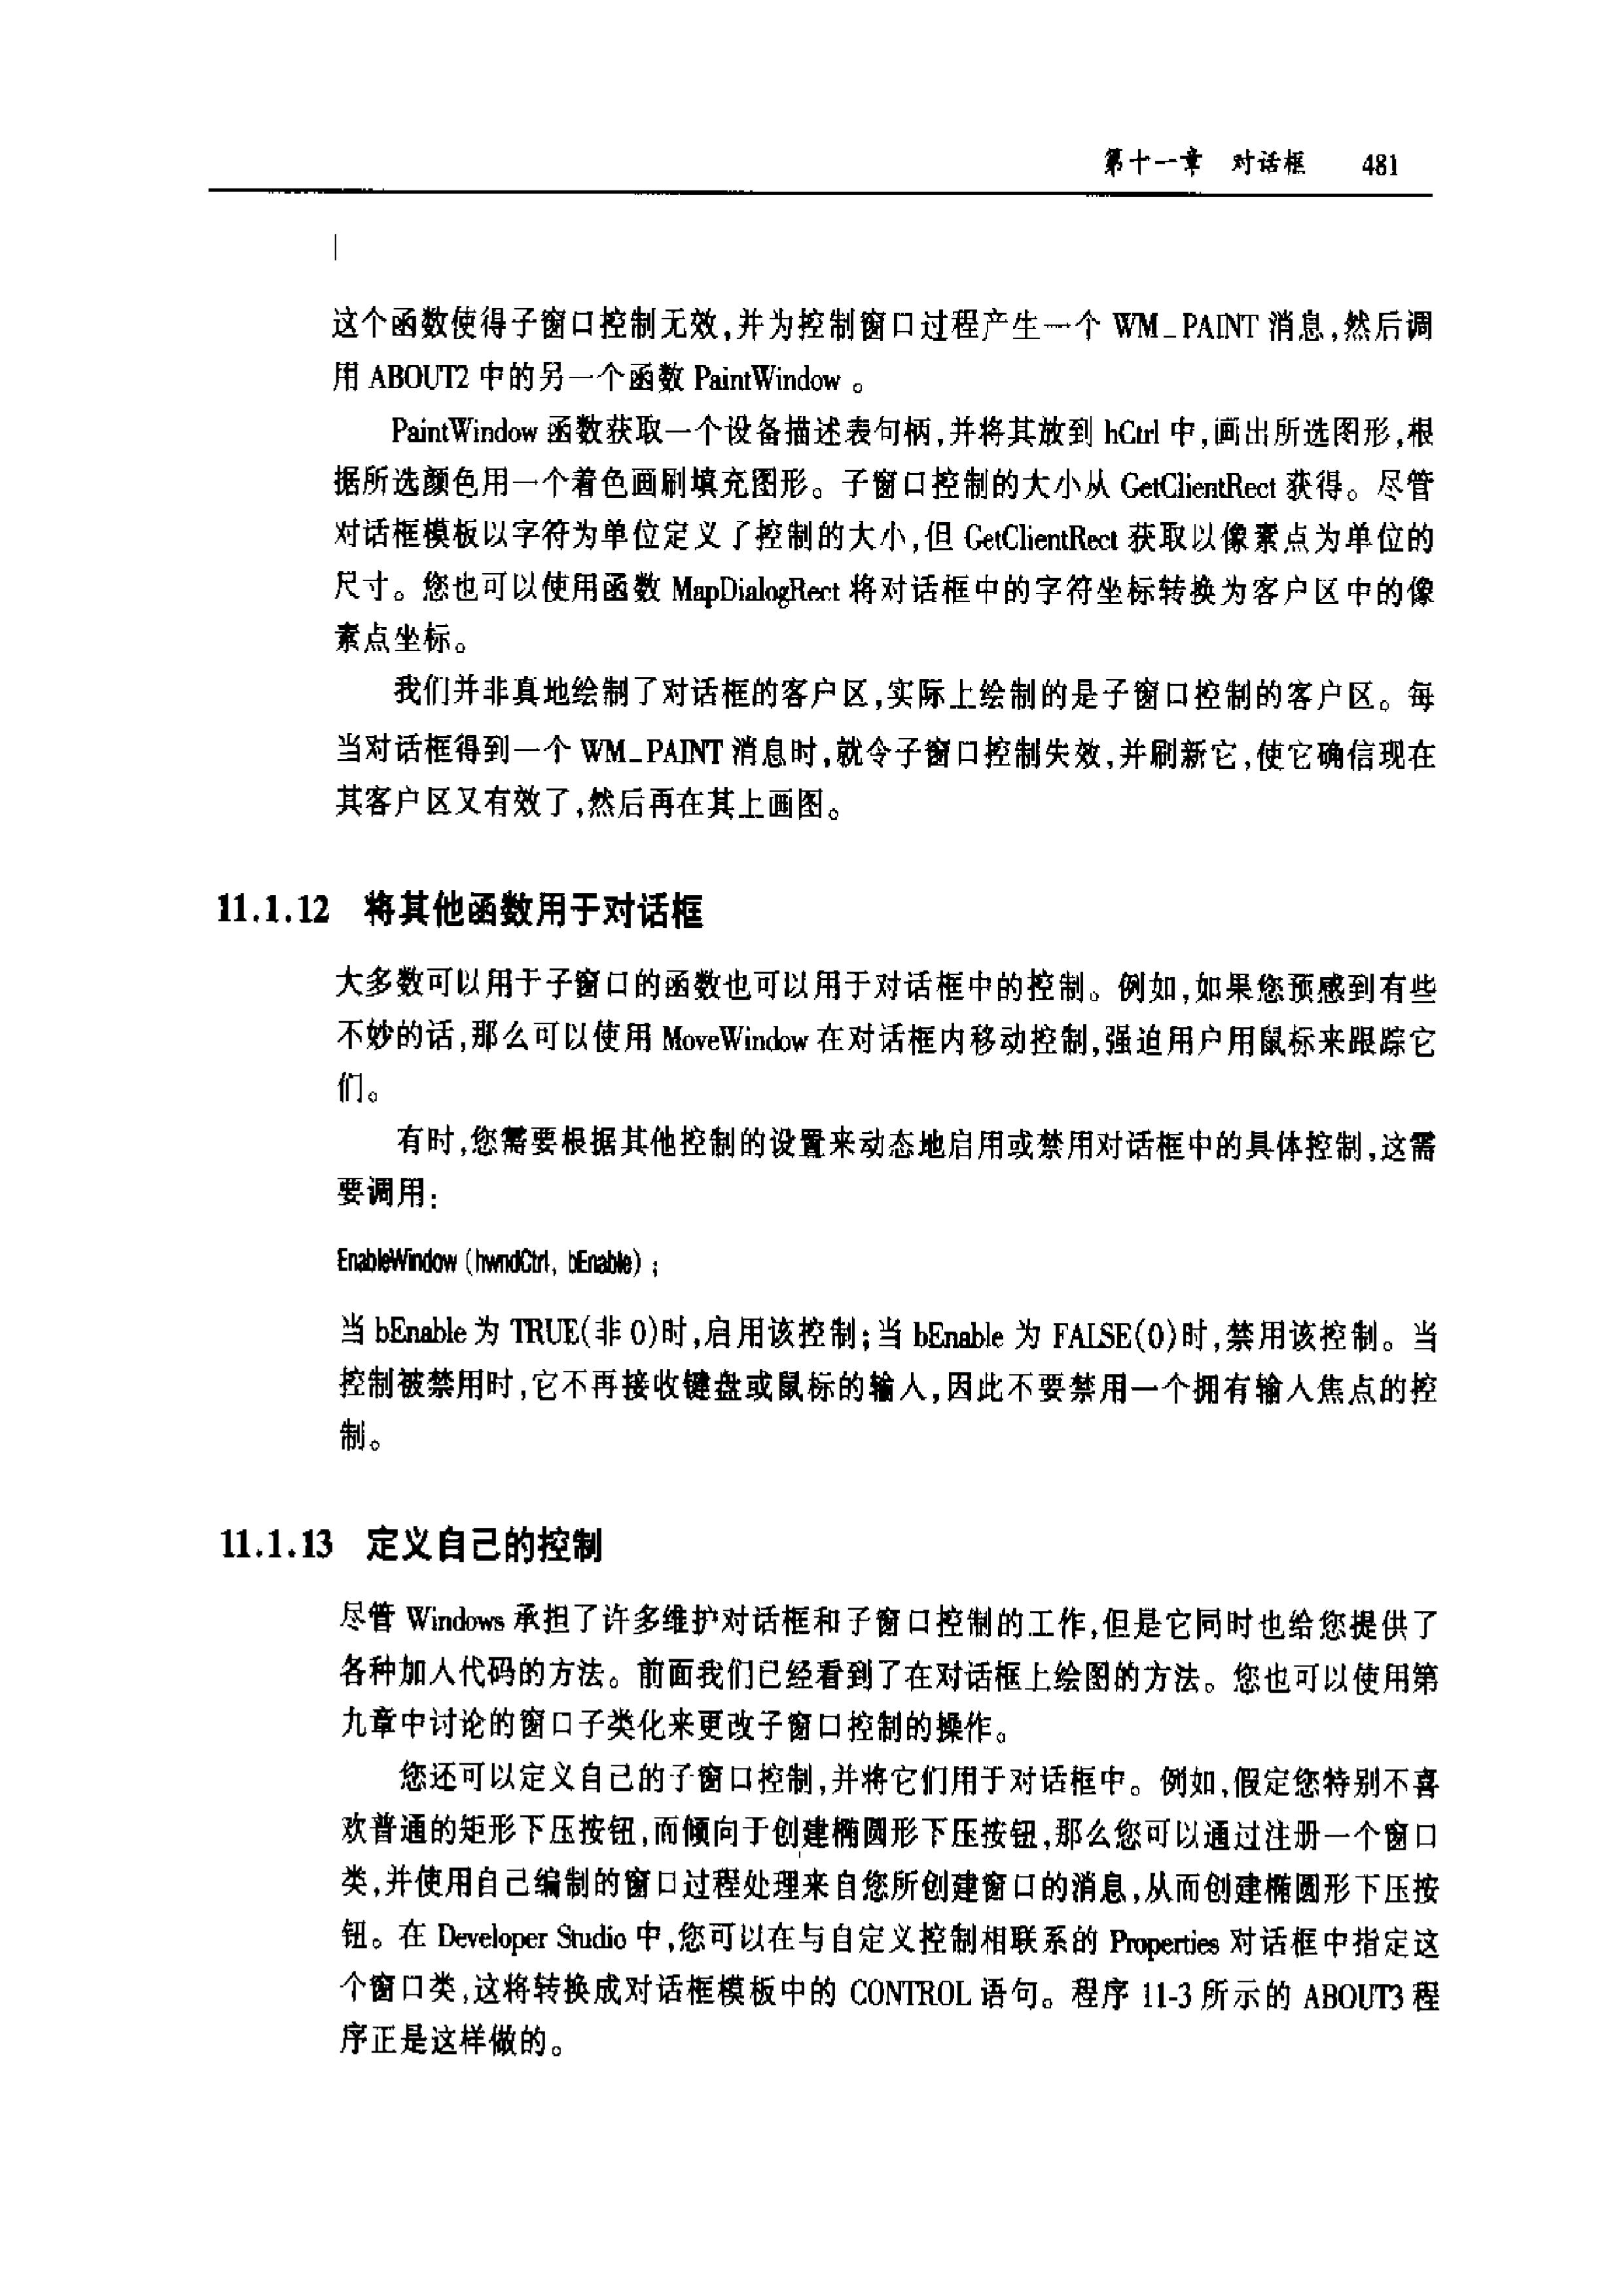 第十一章 对话框 481
|
这个函数使得子窗口控制无效,并为控制窗口过程产生一个 WM_PAINT 消息,然后调
用 ABOUT2 中的另一个函数 PaintWindow 。
PaintWindow 函数获取一个设备描述表句柄,并将其放到 hCtrl 中,画出所选图形,根
据所选颜色用一个着色画刷填充图形。子窗口控制的大小从 GetClientRect 获得。尽管
对话框模板以字符为单位定义了控制的大小,但 GetClientRect 获取以像素点为单位的
尺寸。您也可以使用函数 MapDialogRect 将对话框中的字符坐标转换为客户区中的像
素点坐标。
我们并非真地绘制了对话框的客户区,实际上绘制的是子窗口控制的客户区。每
当对话框得到一个 WM_PAINT 消息时,就令子窗口控制失效,并刷新它,使它确信现在
其客户区又有效了,然后再在其上画图。
11.1.12 将其他函数用于对话框
大多数可以用于子窗口的函数也可以用于对话框中的控制。例如,如果您预感到有些
不妙的话,那么可以使用 MoveWindow 在对话框内移动控制,强迫用户用鼠标来跟踪它
们。
有时,您需要根据其他控制的设置来动态地启用或禁用对话框中的具体控制,这需
要调用:
EnableWindow (hwndCtrl, bEnable) ;
当 bEnable 为 TRUE(非 0)时,启用该控制;当 bEnable 为 FALSE(0)时,禁用该控制。当
控制被禁用时,它不再接收键盘或鼠标的输入,因此不要禁用一个拥有输入焦点的控
制。
11.1.13 定义自己的控制
尽管 Windows 承担了许多维护对话框和子窗口控制的工作,但是它同时也给您提供了
各种加入代码的方法。前面我们已经看到了在对话框上绘图的方法。您也可以使用第
九章中讨论的窗口子类化来更改子窗口控制的操作。
您还可以定义自己的子窗口控制,并将它们用于对话框中。例如,假定您特别不喜
欢普通的矩形下压按钮,而倾向于创建椭圆形下压按钮,那么您可以通过注册一个窗口
类,并使用自己编制的窗口过程处理来自您所创建窗口的消息,从而创建椭圆形下压按
钮。在 Developer Studio 中,您可以在与自定义控制相联系的 Properties 对话框中指定这
个窗口类,这将转换成对话框模板中的 CONTROL 语句。程序 11-3 所示的 ABOUT3 程
序正是这样做的。